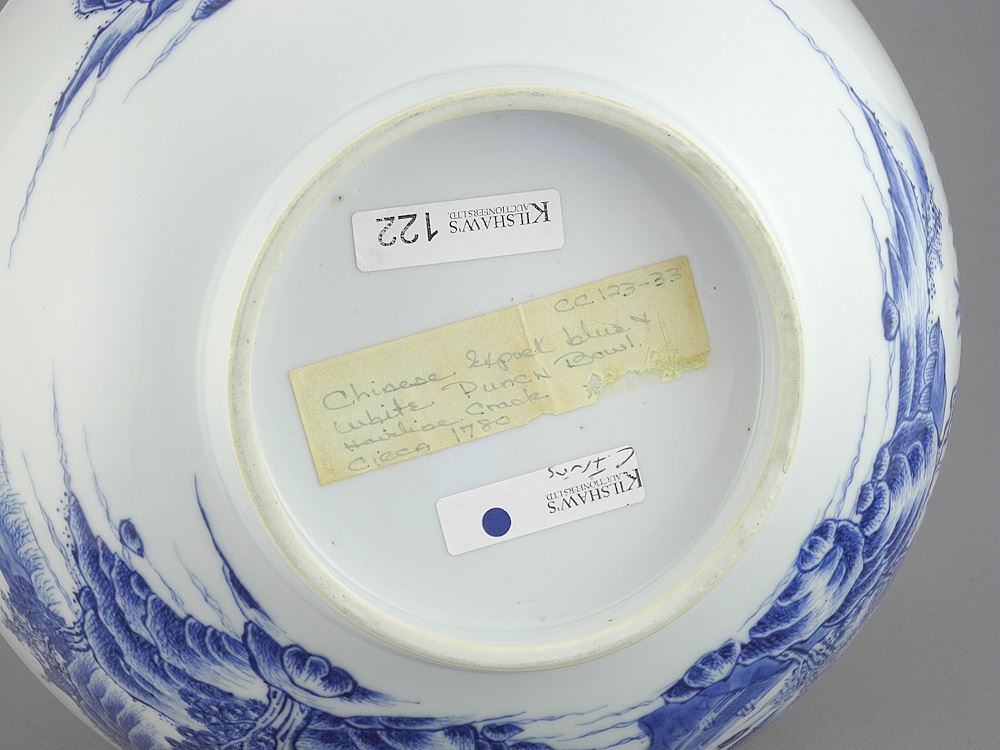 KILSHAW'S
AUCTIONEERS LTD.
122
CC 123-33
Chinese Export blue &
white Punch Bowl.
Hairline Crack
Circa 1780
KILSHAW'S
AUCTIONEERS LTD.